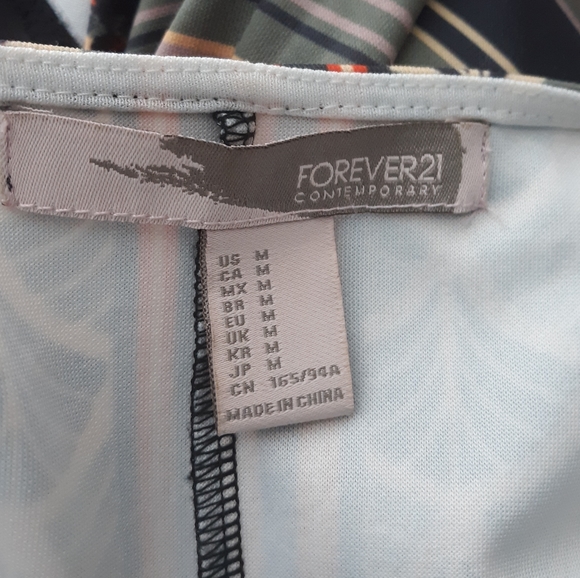 FOREVER21
CONTEMPORARY
US M
CA M
MX M
BR M
EU M
UK M
KR M
JP M
CN 165/94A
MADE IN CHINA